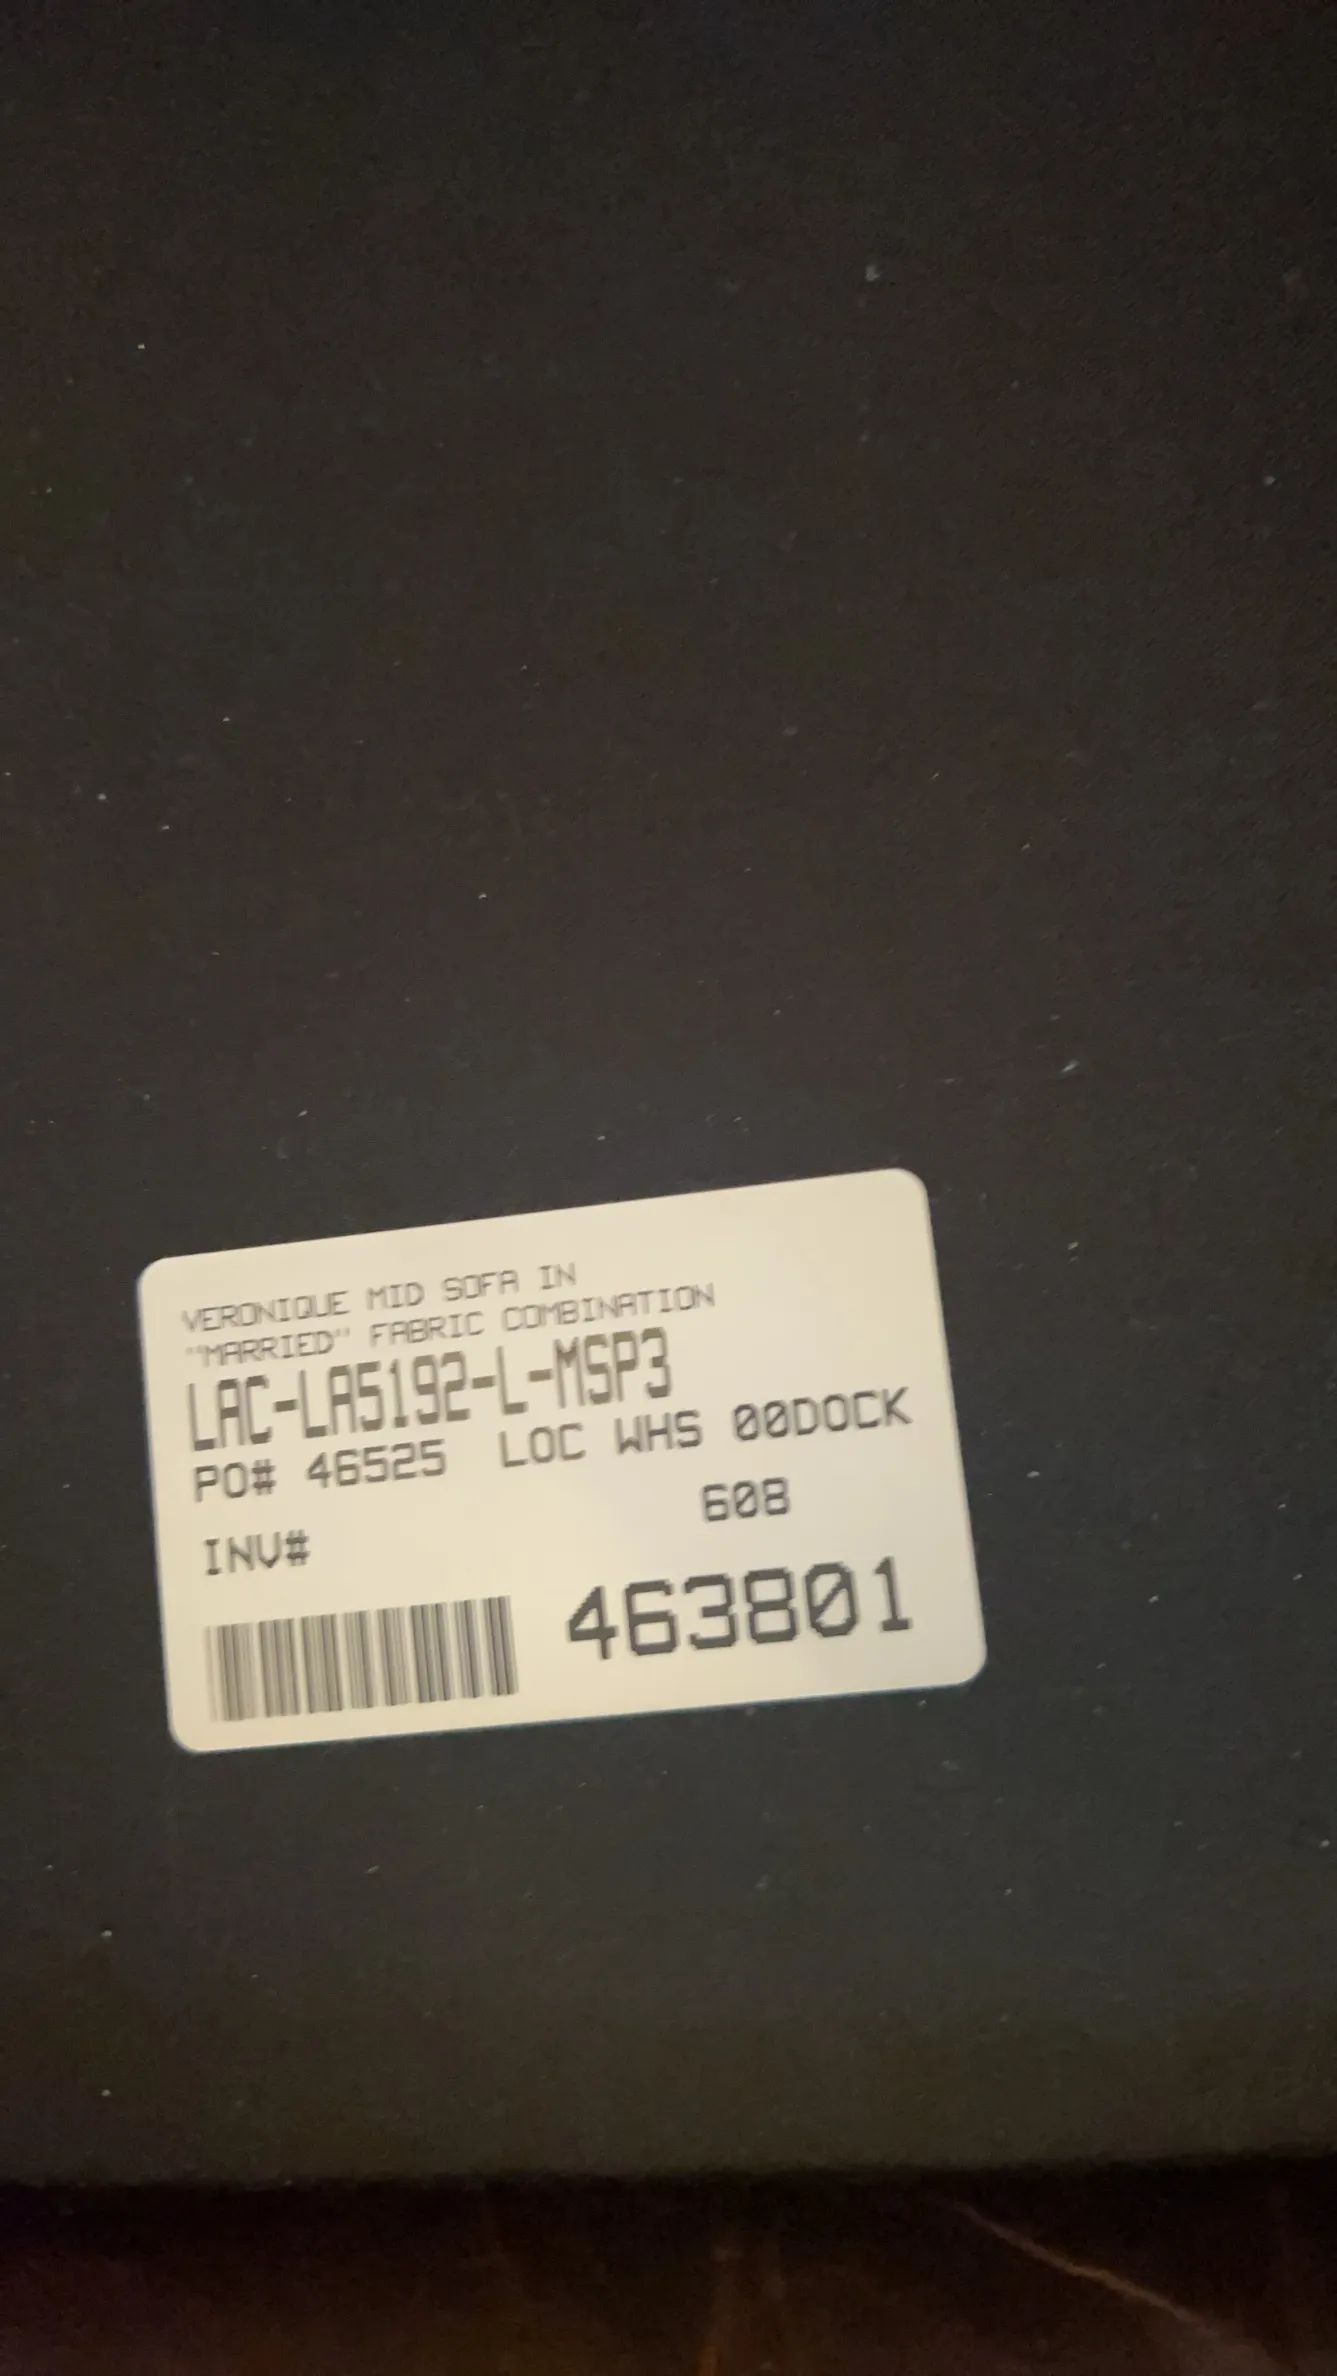 VERONIQUE MID SOFA IN
"MARRIED" FABRIC COMBINATION
LAC-LA5192-L-MSP3
PO# 46525 LOC WHS 00DOCK
608
INV#
463801